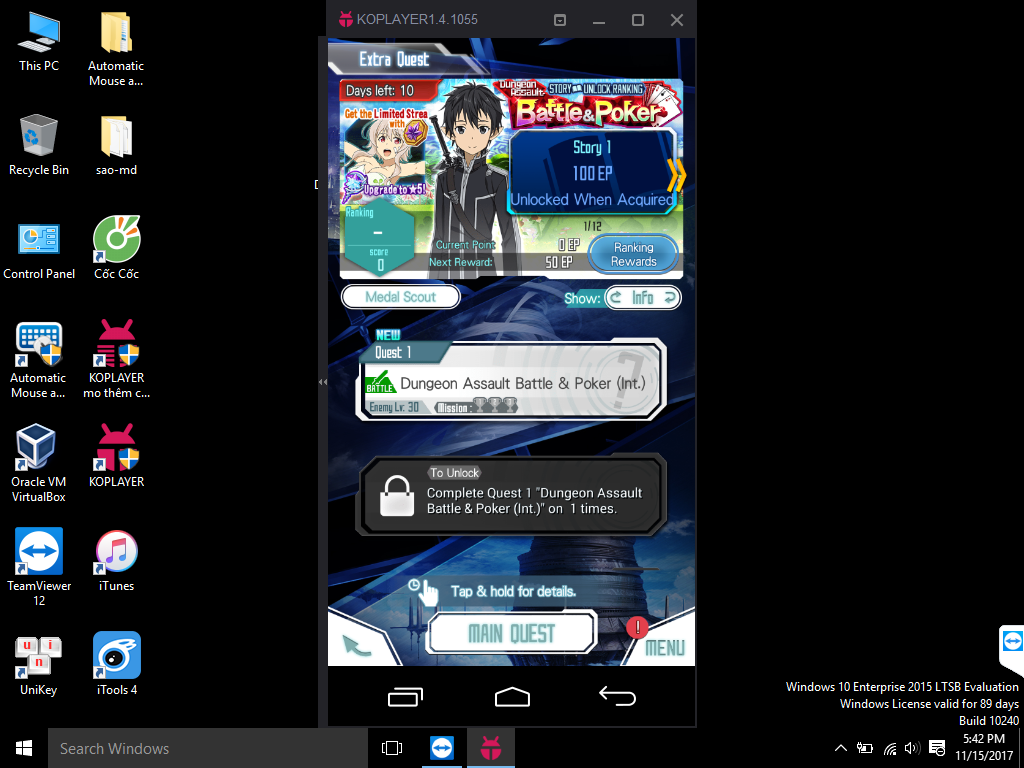 This PC
Automatic
Mouse a...
Recycle Bin
sao-md
Control Panel
Cốc Cốc
Automatic
Mouse a...
KOPLAYER
mo thêm c...
Oracle VM
VirtualBox
KOPLAYER
TeamViewer
12
iTunes
u i
n
UniKey
iTools 4
KOPLAYER1.4.1055
Extra Quest
Days left: 10
Get the Limited Strea
with
Upgrade to ★5!
Dungeon
Assault
STORY
UNLOCK RANKING
Battle&Poker
Story 1
100 EP
Unlocked When Acquired
1/12
Ranking
-
score
0
Current Point:
0 EP
Next Reward:
50 EP
Ranking
Rewards
Medal Scout
Show:
Info
NEW
Quest 1
BATTLE
Dungeon Assault Battle & Poker (Int.)
?
Enemy Lv: 30
Mission:
To Unlock
Complete Quest 1 "Dungeon Assault
Battle & Poker (Int.)" on 1 times.
Tap & hold for details.
MAIN QUEST
!
MENU
Windows 10 Enterprise 2015 LTSB Evaluation
Windows License valid for 89 days
Build 10240
Search Windows
5:42 PM
11/15/2017